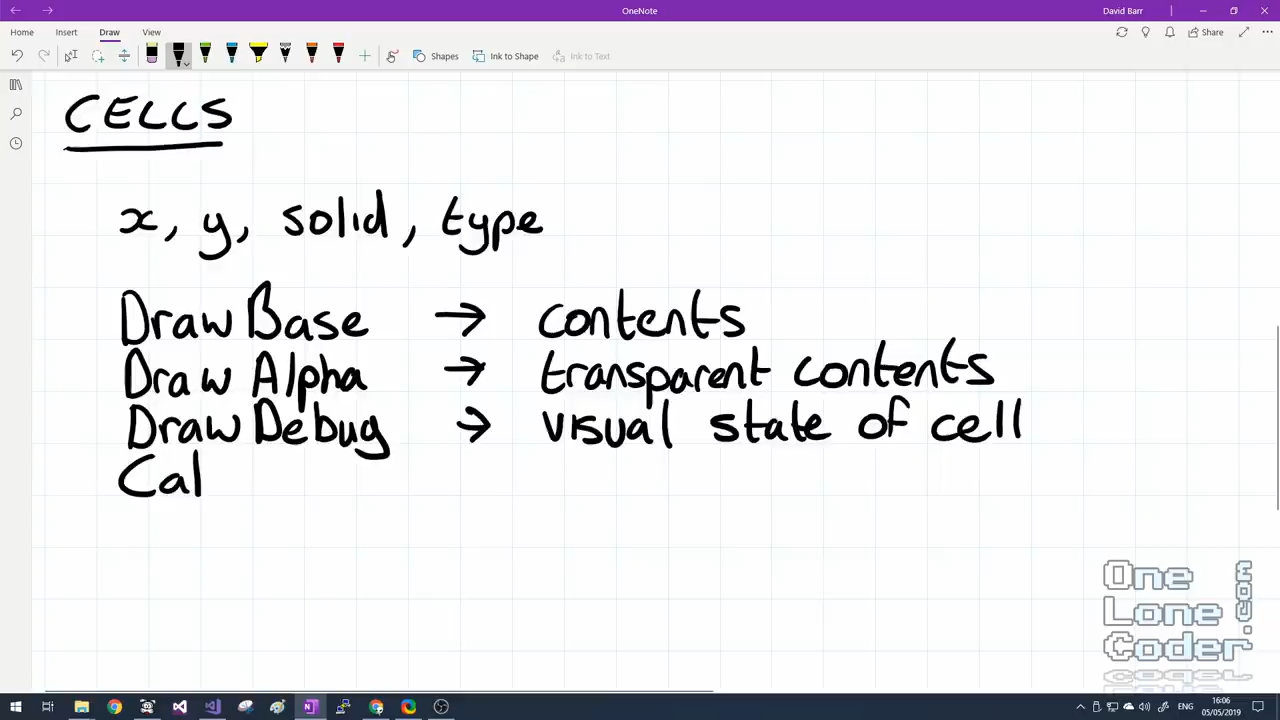 OneNote
David Barr
Home Insert Draw View
Share
Shapes Ink to Shape Ink to Text
CELLS
x, y, solid, type
DrawBase → contents
DrawAlpha → transparent contents
DrawDebug → visual state of cell
Cal
One
Lone
Coder
.com
ENG
16:06
05/05/2019